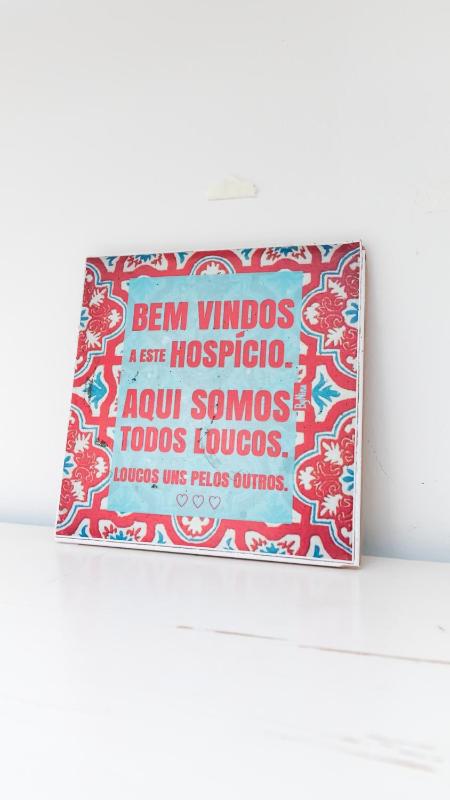 BEM VINDOS
A ESTE HOSPÍCIO.
AQUI SOMOS
TODOS LOUCOS.
LOUCOS UNS PELOS OUTROS.